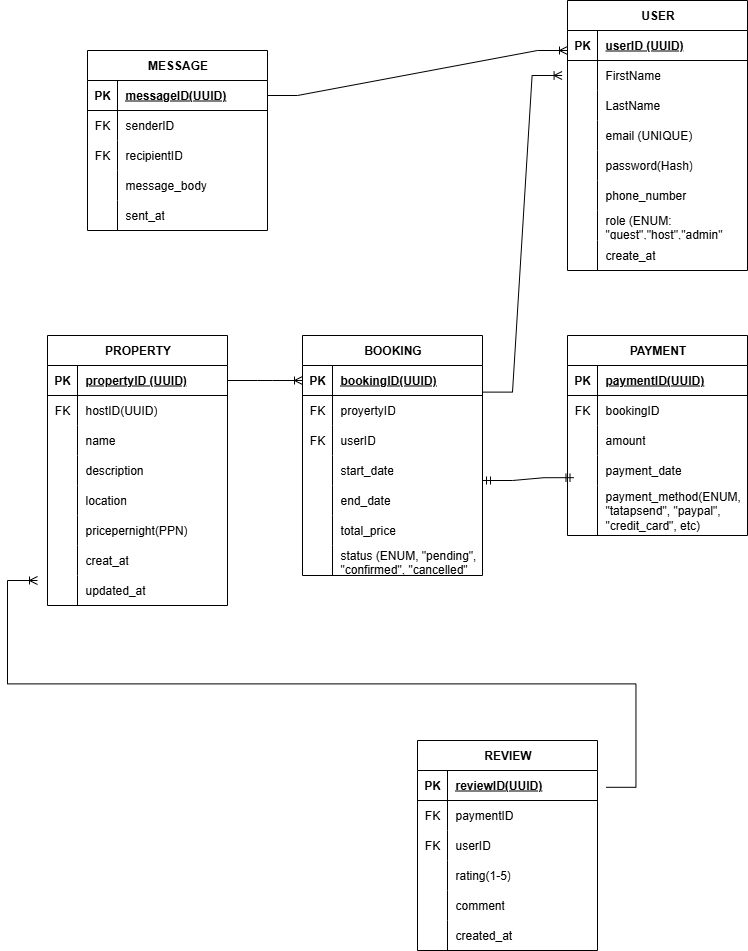 USER
PK userID (UUID)
FirstName
LastName
email (UNIQUE)
password(Hash)
phone_number
role (ENUM:
"guest","host","admin"
create_at
MESSAGE
PK messageID(UUID)
FK senderID
FK recipientID
message_body
sent_at
PROPERTY
PK propertyID (UUID)
FK hostID(UUID)
name
description
location
pricepernight(PPN)
creat_at
updated_at
BOOKING
PK bookingID(UUID)
FK proyertyID
FK userID
start_date
end_date
total_price
status (ENUM, "pending",
"confirmed", "cancelled"
PAYMENT
PK paymentID(UUID)
FK bookingID
amount
payment_date
payment_method(ENUM,
"tatapsend", "paypal",
"credit_card", etc)
REVIEW
PK reviewID(UUID)
FK paymentID
FK userID
rating(1-5)
comment
created_at